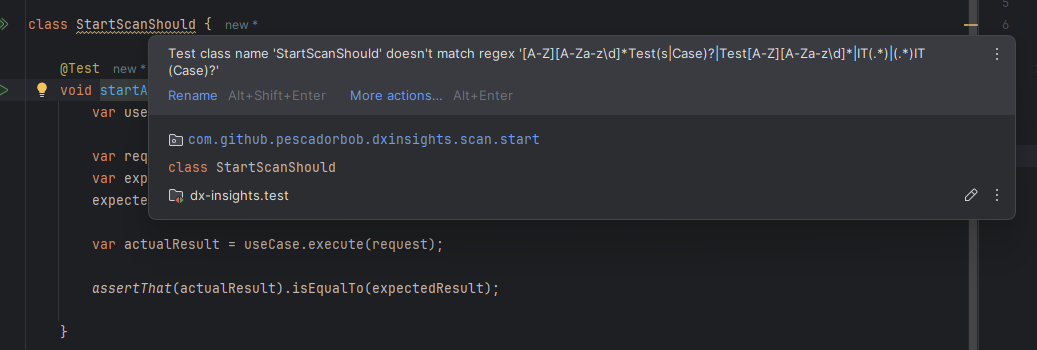 5
class StartScanShould { new *
6
Test class name 'StartScanShould' doesn't match regex '[A-Z][A-Za-z\d]*Test(s|Case)?|Test[A-Z][A-Za-z\d]*|IT(.*)|(.*)IT
(Case)?'
@Test new *
void startA
Rename Alt+Shift+Enter More actions... Alt+Enter
var use
com.github.pescadorbob.dxinsights.scan.start
var req
class StartScanShould
var exp
dx-insights.test
expecte
var actualResult = useCase.execute(request);
assertThat(actualResult).isEqualTo(expectedResult);
}